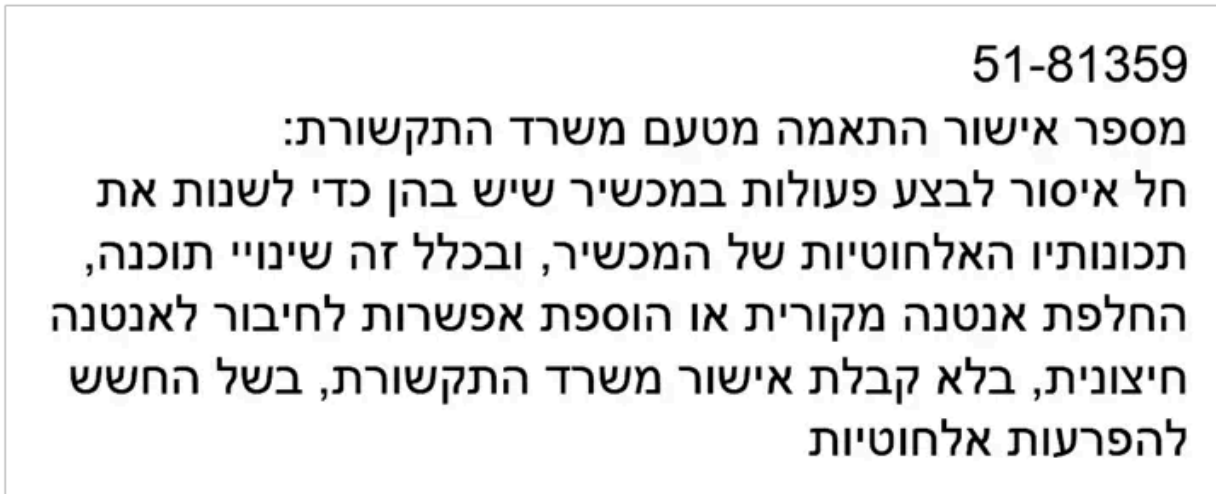 51-81359
מספר אישור התאמה מטעם משרד התקשורת:
חל איסור לבצע פעולות במכשיר שיש בהן כדי לשנות את
תכונותיו האלחוטיות של המכשיר, ובכלל זה שינויי תוכנה,
החלפת אנטנה מקורית או הוספת אפשרות לחיבור לאנטנה
חיצונית, בלא קבלת אישור משרד התקשורת, בשל החשש
להפרעות אלחוטיות